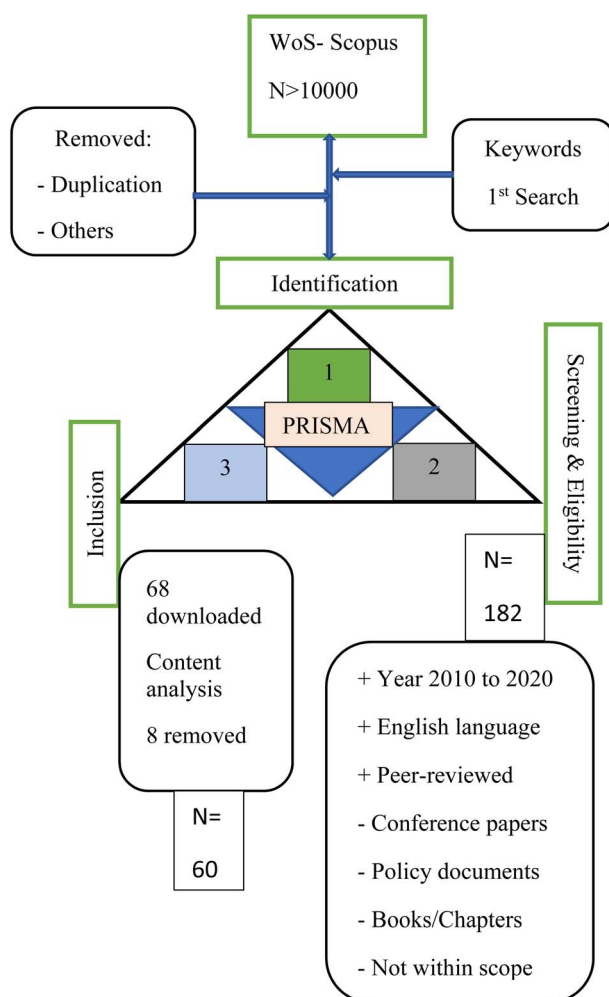 WoS- Scopus
N>10000
Removed:
- Duplication
- Others
Keywords
1st Search
Identification
1
PRISMA
3
2
Screening & Eligibility
Inclusion
N=
182
68
downloaded
Content
analysis
8 removed
N=
60
+ Year 2010 to 2020
+ English language
+ Peer-reviewed
- Conference papers
- Policy documents
- Books/Chapters
- Not within scope